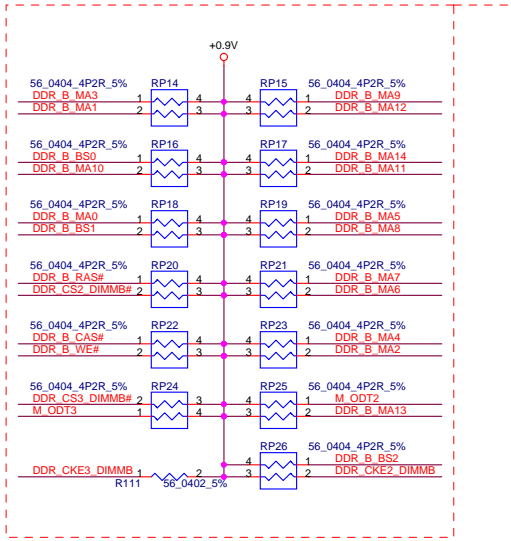 +0.9V
56_0404_4P2R_5% RP14 RP15 56_0404_4P2R_5%
DDR_B_MA3 1 4 4 1 DDR_B_MA9
DDR_B_MA1 2 3 3 2 DDR_B_MA12
56_0404_4P2R_5% RP16 RP17 56_0404_4P2R_5%
DDR_B_BS0 1 4 4 1 DDR_B_MA14
DDR_B_MA10 2 3 3 2 DDR_B_MA11
56_0404_4P2R_5% RP18 RP19 56_0404_4P2R_5%
DDR_B_MA0 1 4 4 1 DDR_B_MA5
DDR_B_BS1 2 3 3 2 DDR_B_MA8
56_0404_4P2R_5% RP20 RP21 56_0404_4P2R_5%
DDR_B_RAS# 1 4 4 1 DDR_B_MA7
DDR_CS2_DIMMB# 2 3 3 2 DDR_B_MA6
56_0404_4P2R_5% RP22 RP23 56_0404_4P2R_5%
DDR_B_CAS# 1 4 4 1 DDR_B_MA4
DDR_B_WE# 2 3 3 2 DDR_B_MA2
56_0404_4P2R_5% RP24 RP25 56_0404_4P2R_5%
DDR_CS3_DIMMB# 2 3 4 1 M_ODT2
M_ODT3 1 4 3 2 DDR_B_MA13
RP26 56_0404_4P2R_5%
4 1 DDR_B_BS2
DDR_CKE3_DIMMB 1 2 3 2 DDR_CKE2_DIMMB
R111 56_0402_5%